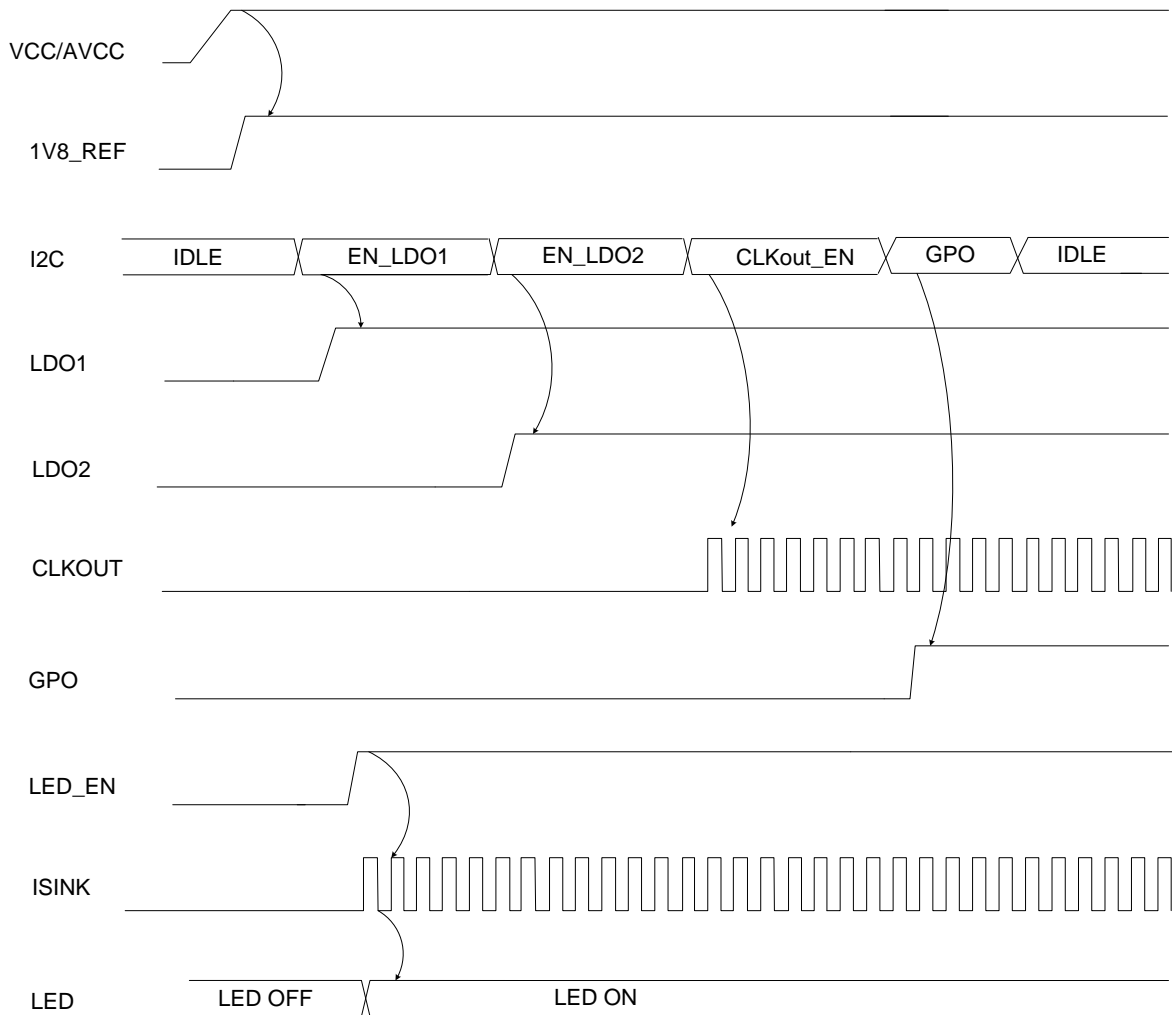 VCC/AVCC
1V8_REF
I2C IDLE EN_LDO1 EN_LDO2 CLKout_EN GPO IDLE
LDO1
LDO2
CLKOUT
GPO
LED_EN
ISINK
LED LED OFF LED ON